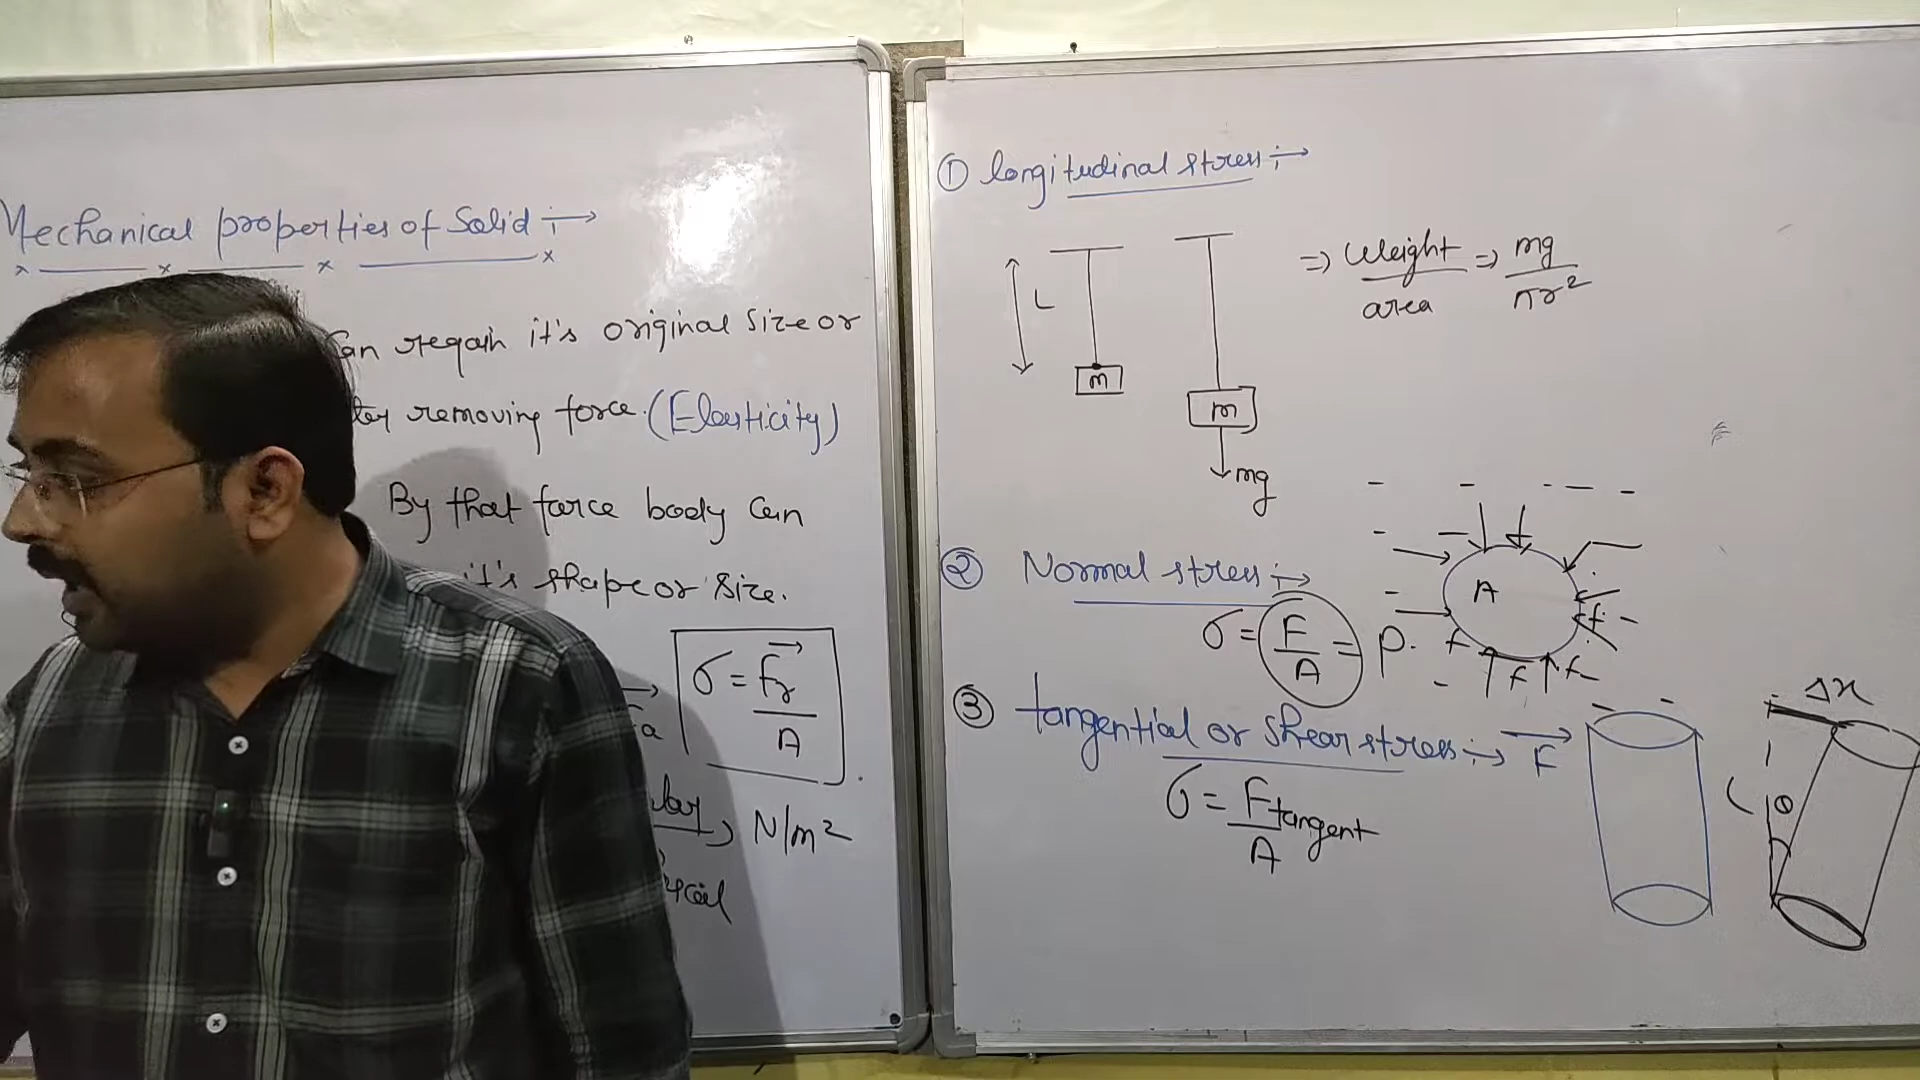 Mechanical properties of Solid :→
Can regain it's original size or
removing force. (Elasticity)
By that force body can
it's shape or size.
σ = Fr / A
N/m²
① longitudinal stress :→
L
m
m
mg
⇒ Weight / area ⇒ mg / πr²
② Normal stress :→
σ = F / A = P.
A
f
f
F
f
③ tangential or shear stress :→ F
σ = F tangent / A
Δx
L
θ